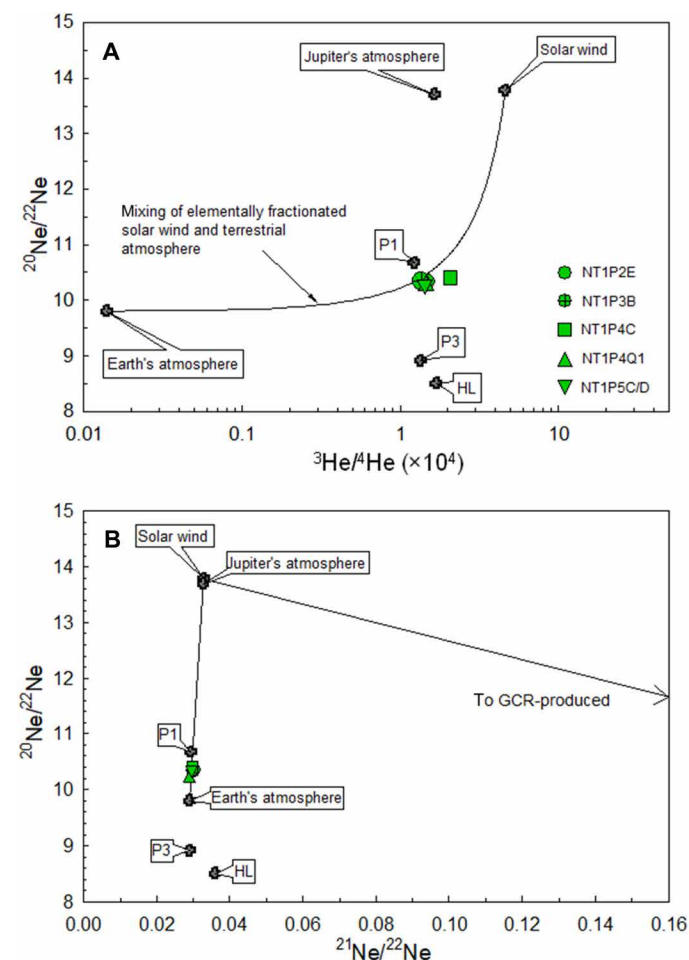 15
A
Jupiter's atmosphere
Solar wind
14
13
²⁰Ne/²²Ne
12
Mixing of elementally fractionated
solar wind and terrestrial
atmosphere
11
P1
NT1P2E
10
NT1P3B
NT1P4C
9
Earth's atmosphere
P3
NT1P4Q1
HL
NT1P5C/D
8
0.01 0.1 1 10
³He/⁴He (×10⁴)
15
B
Solar wind
14
Jupiter's atmosphere
13
²⁰Ne/²²Ne
12
To GCR-produced
11
P1
10
Earth's atmosphere
9
P3
HL
8
0.00 0.02 0.04 0.06 0.08 0.10 0.12 0.14 0.16
²¹Ne/²²Ne